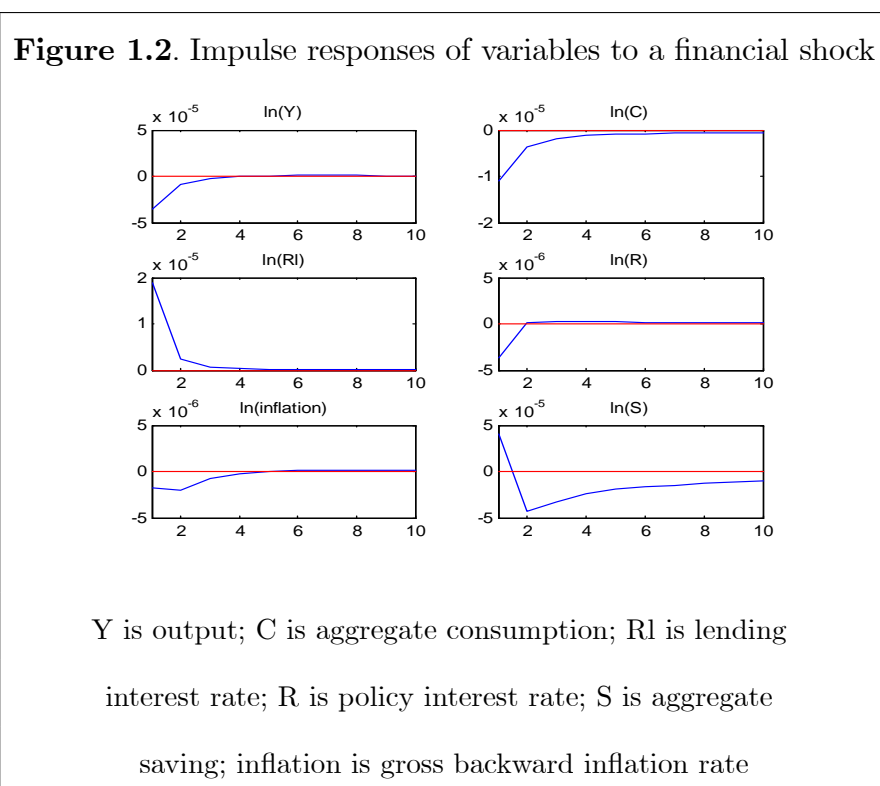 Figure 1.2. Impulse responses of variables to a financial shock
x 10^-5 ln(Y)
5
0
-5
2 4 6 8 10
x 10^-5 ln(C)
0
-1
-2
2 4 6 8 10
x 10^-5 ln(Rl)
2
1
0
2 4 6 8 10
x 10^-6 ln(R)
5
0
-5
2 4 6 8 10
x 10^-6 ln(inflation)
5
0
-5
2 4 6 8 10
x 10^-5 ln(S)
5
0
-5
2 4 6 8 10
Y is output; C is aggregate consumption; Rl is lending
interest rate; R is policy interest rate; S is aggregate
saving; inflation is gross backward inflation rate